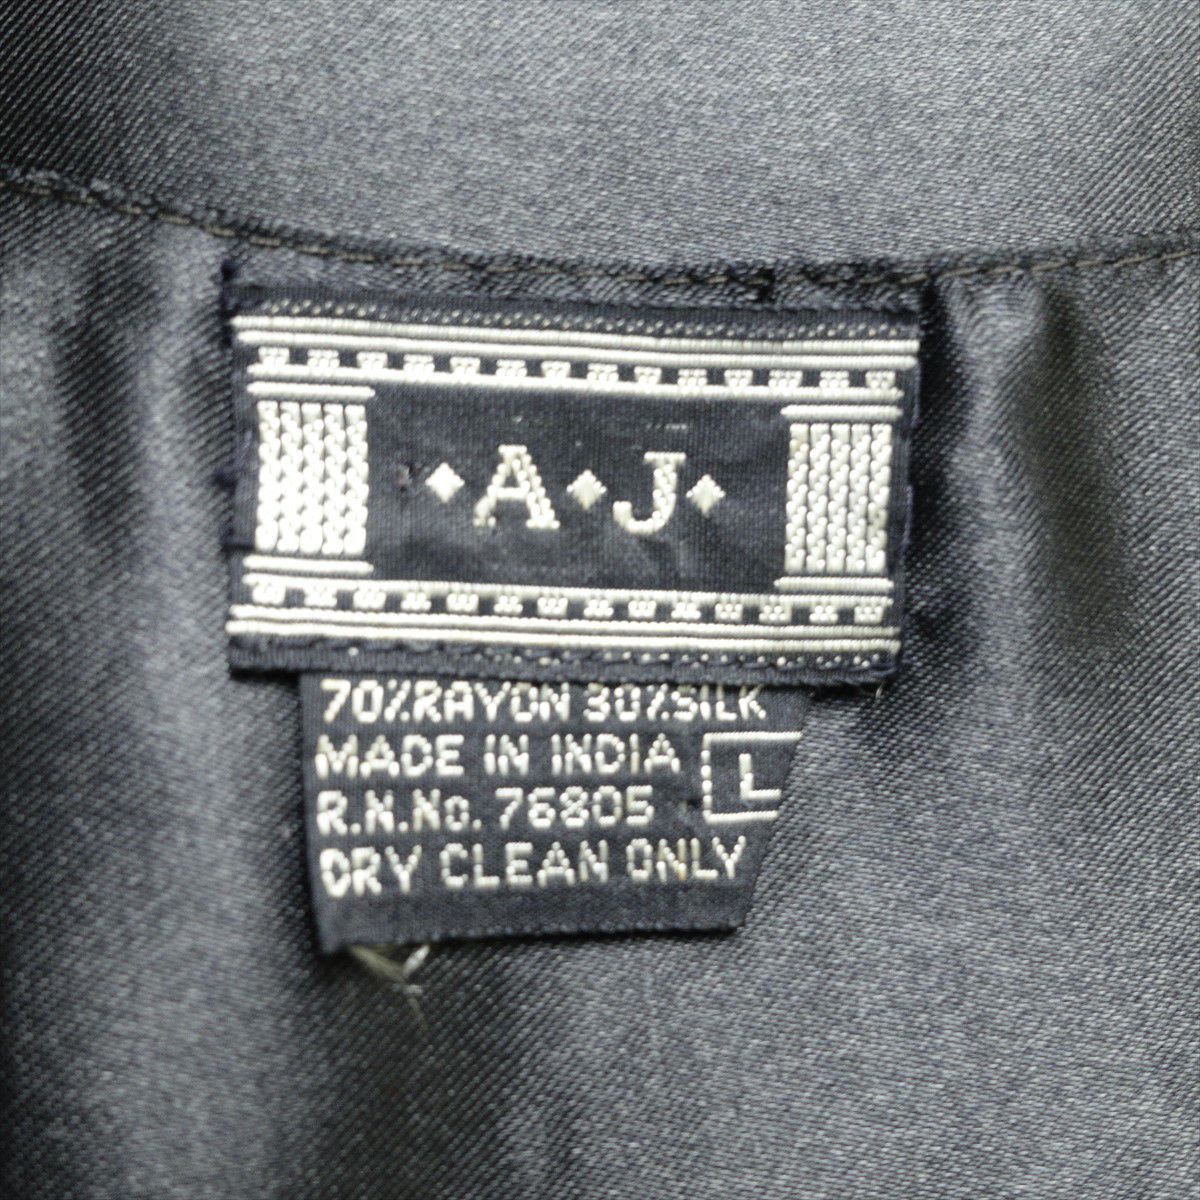 ◆A◆J◆
70%RAYON 30%SILK
MADE IN INDIA
L
R.N.No. 76805
DRY CLEAN ONLY